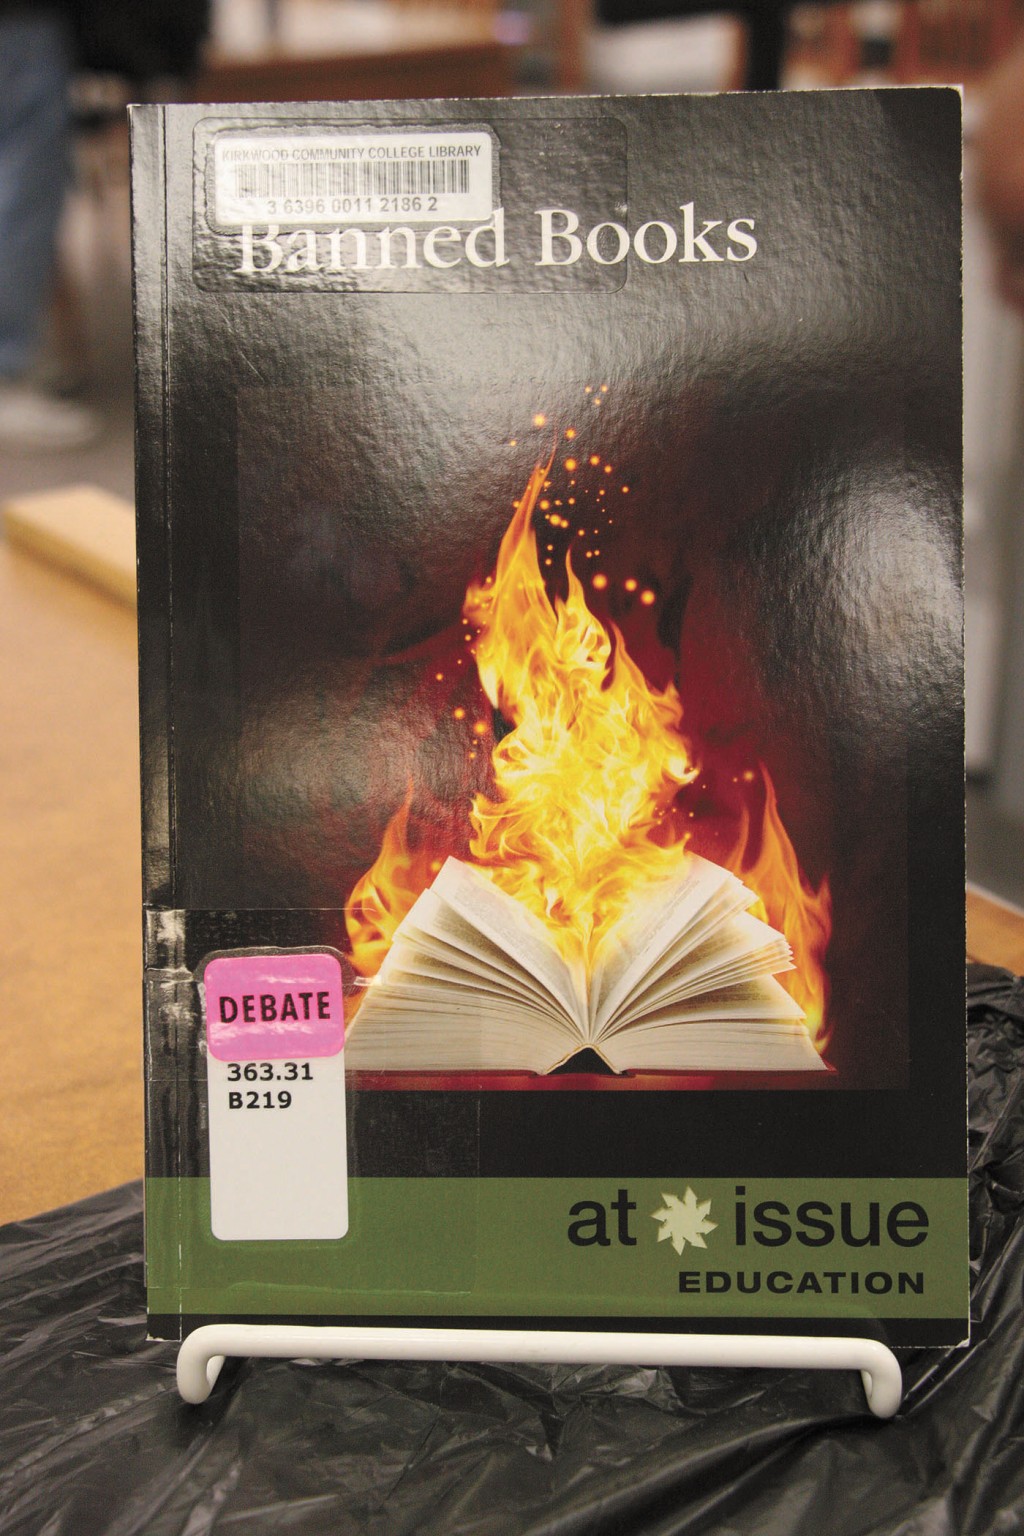 KIRKWOOD COMMUNITY COLLEGE LIBRARY
3 6396 0011 2186 2
Banned Books
DEBATE
363.31
B219
at issue
EDUCATION